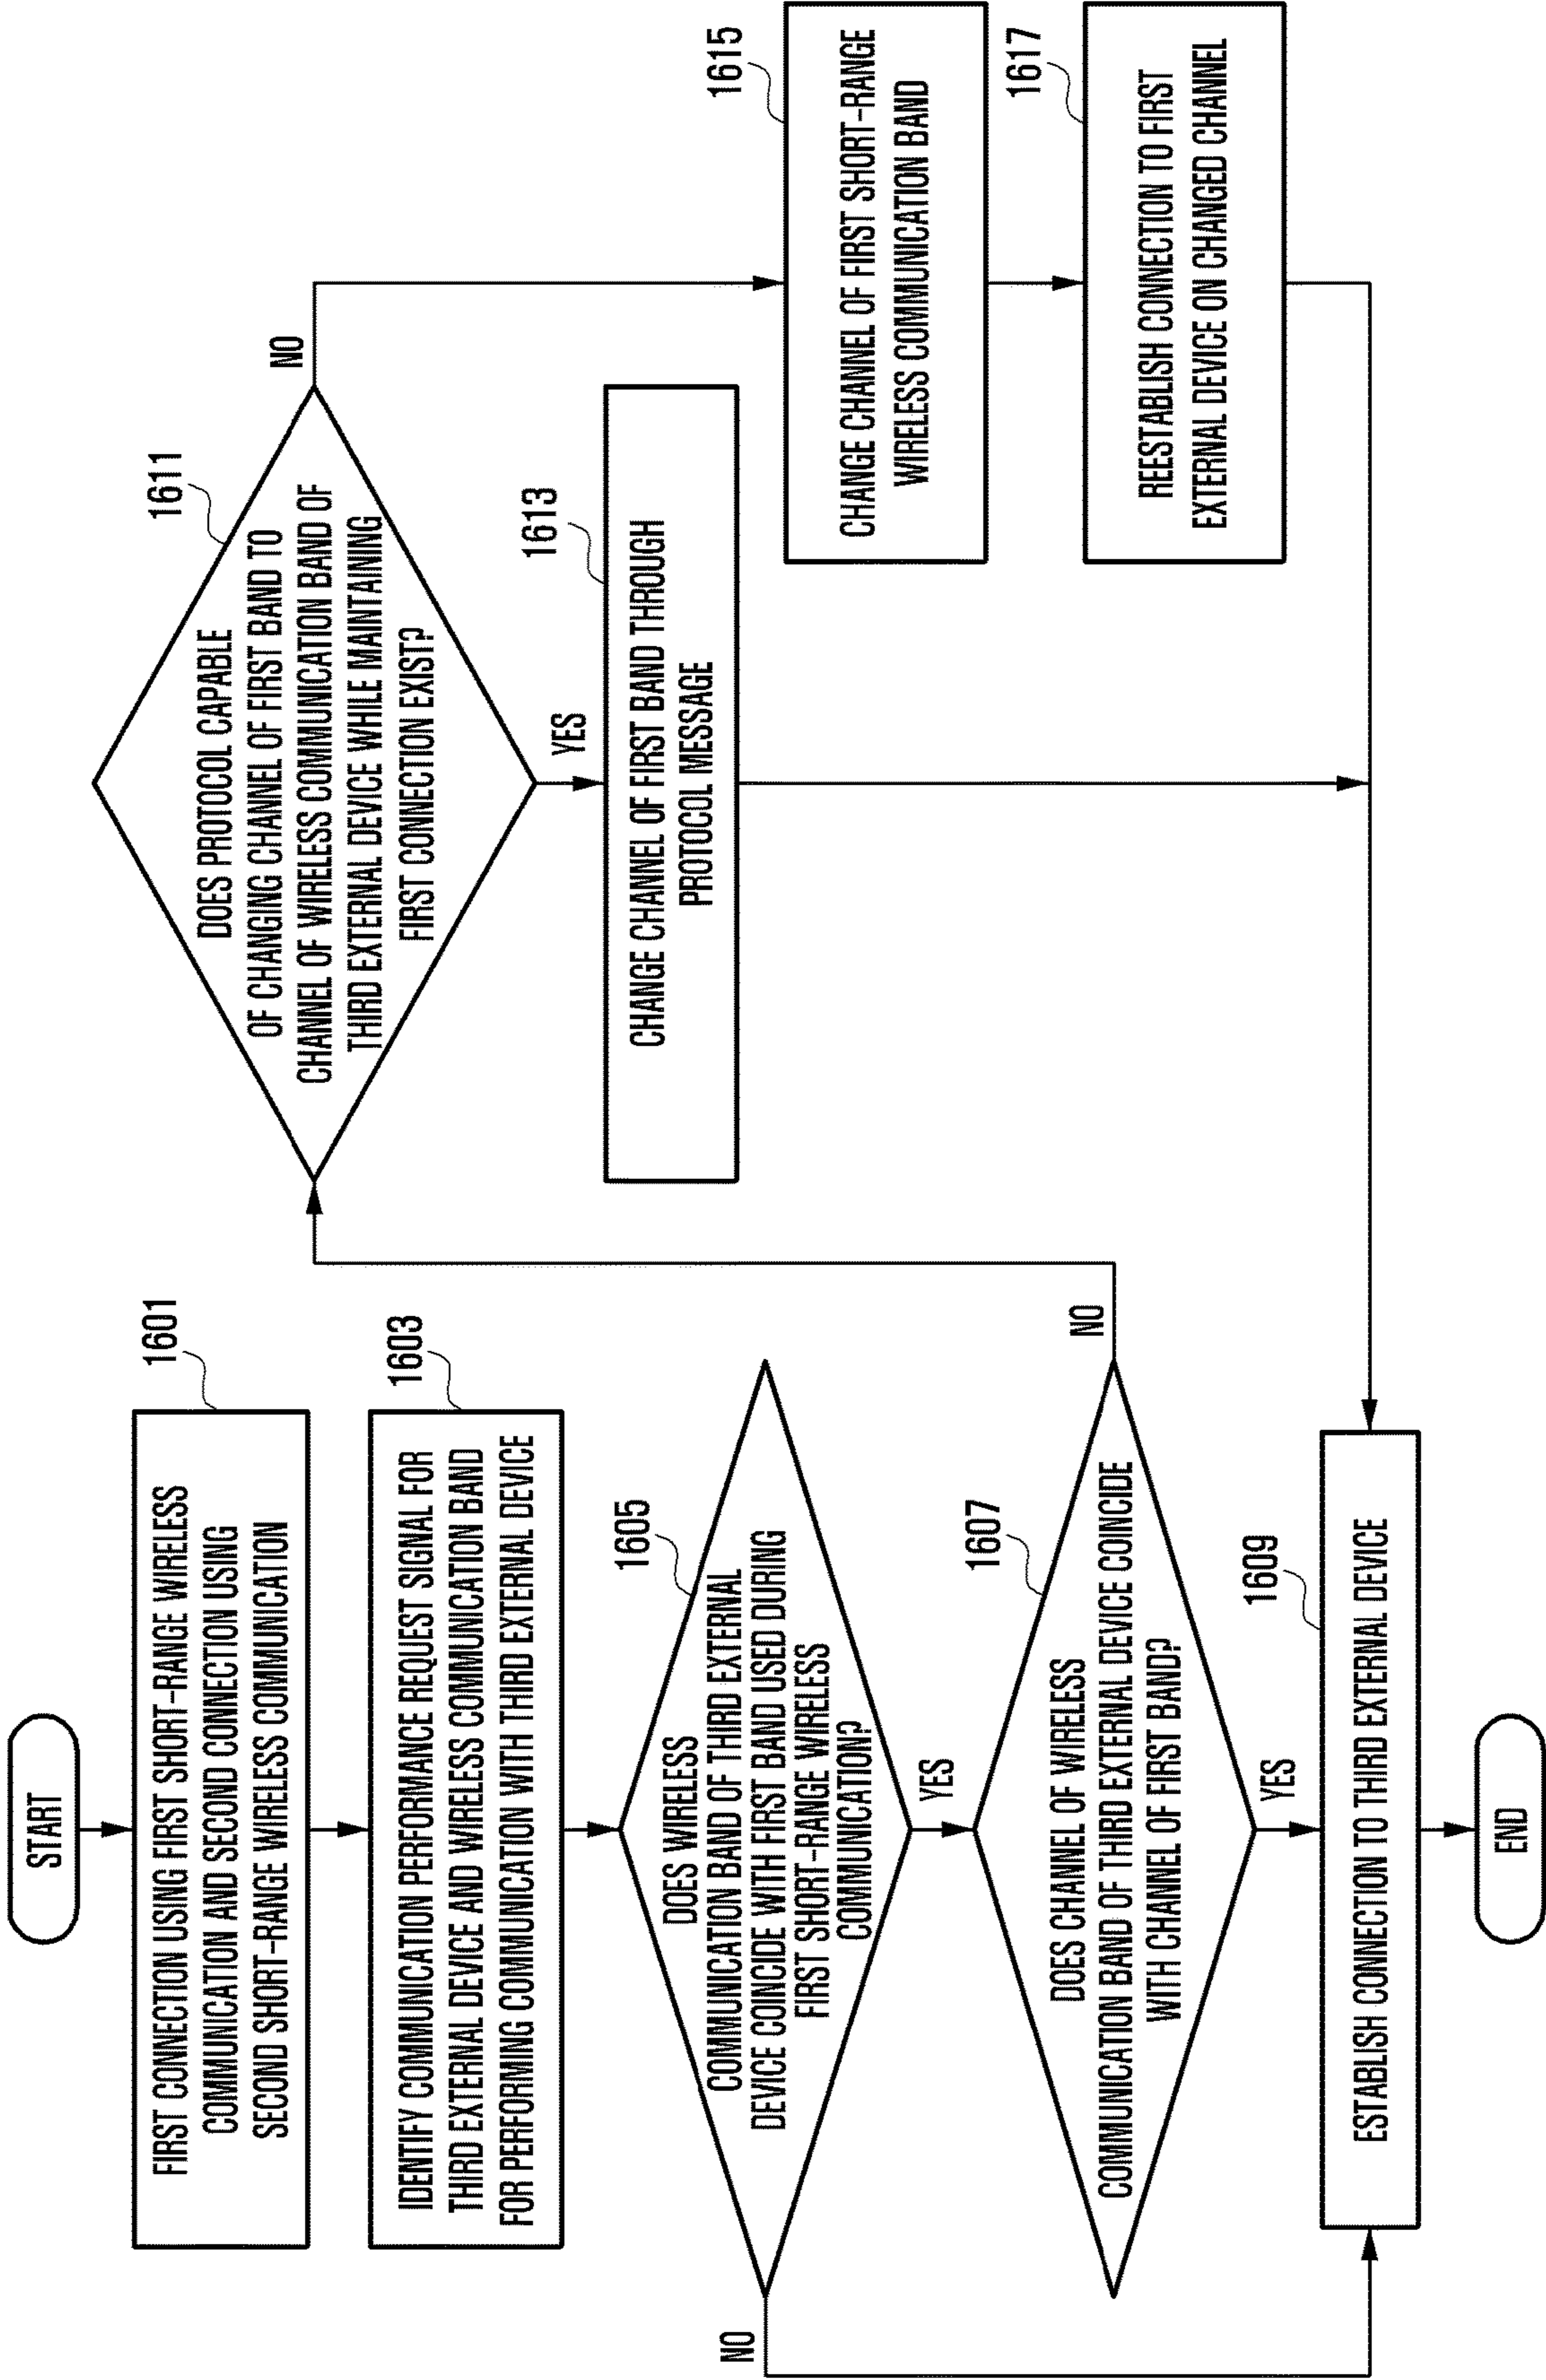 START
1601
FIRST CONNECTION USING FIRST SHORT-RANGE WIRELESS
COMMUNICATION AND SECOND CONNECTION USING
SECOND SHORT-RANGE WIRELESS COMMUNICATION
1603
IDENTIFY COMMUNICATION PERFORMANCE REQUEST SIGNAL FOR
THIRD EXTERNAL DEVICE AND WIRELESS COMMUNICATION BAND
FOR PERFORMING COMMUNICATION WITH THIRD EXTERNAL DEVICE
1605
DOES WIRELESS
COMMUNICATION BAND OF THIRD EXTERNAL
DEVICE COINCIDE WITH FIRST BAND USED DURING
FIRST SHORT-RANGE WIRELESS
COMMUNICATION?
NO
YES
1607
DOES CHANNEL OF WIRELESS
COMMUNICATION BAND OF THIRD EXTERNAL DEVICE COINCIDE
WITH CHANNEL OF FIRST BAND?
NO
YES
1609
ESTABLISH CONNECTION TO THIRD EXTERNAL DEVICE
END
1611
DOES PROTOCOL CAPABLE
OF CHANGING CHANNEL OF FIRST BAND TO
CHANNEL OF WIRELESS COMMUNICATION BAND OF
THIRD EXTERNAL DEVICE WHILE MAINTAINING
FIRST CONNECTION EXIST?
NO
YES
1613
CHANGE CHANNEL OF FIRST BAND THROUGH
PROTOCOL MESSAGE
1615
CHANGE CHANNEL OF FIRST SHORT-RANGE
WIRELESS COMMUNICATION BAND
1617
REESTABLISH CONNECTION TO FIRST
EXTERNAL DEVICE ON CHANGED CHANNEL